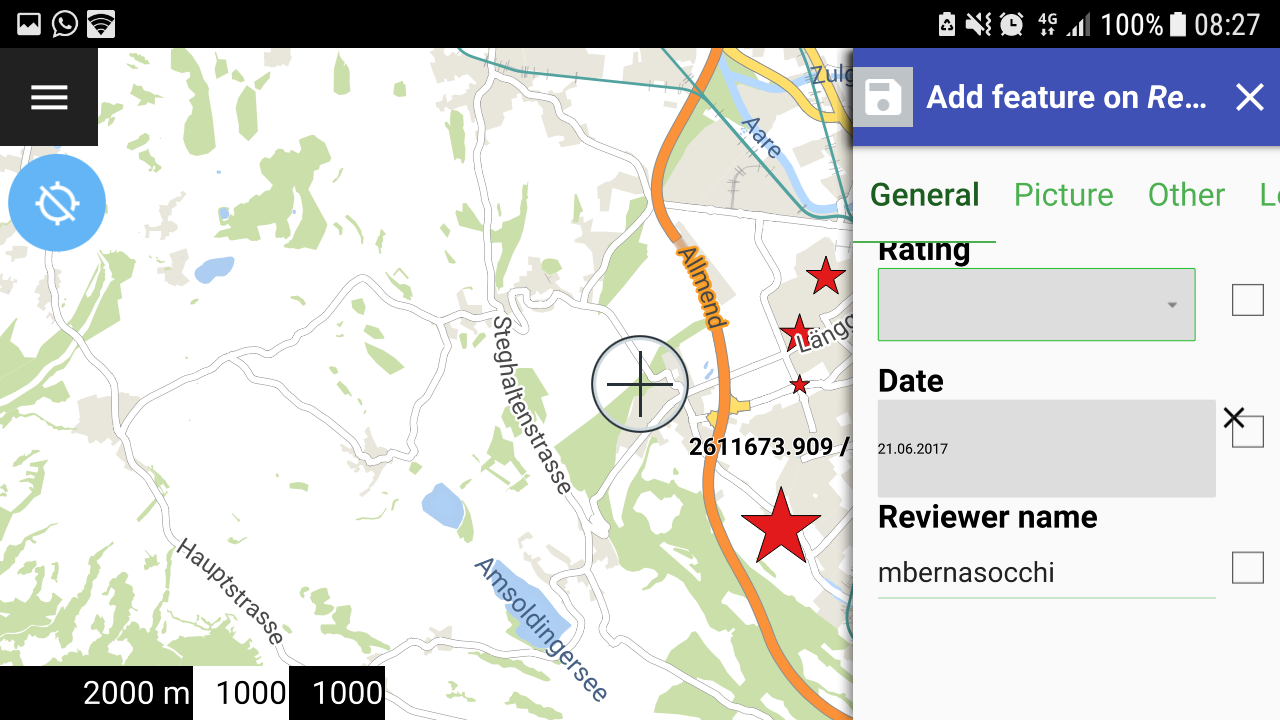 4G 100% 08:27
Add feature on Re...
General Picture Other
Rating
Date
21.06.2017
Reviewer name
mbernasocchi
Zulg
Aare
Allmend
Längg
Steghaltenstrasse
2611673.909 /
Hauptstrasse
Amsoldingersee
2000 m 1000 1000